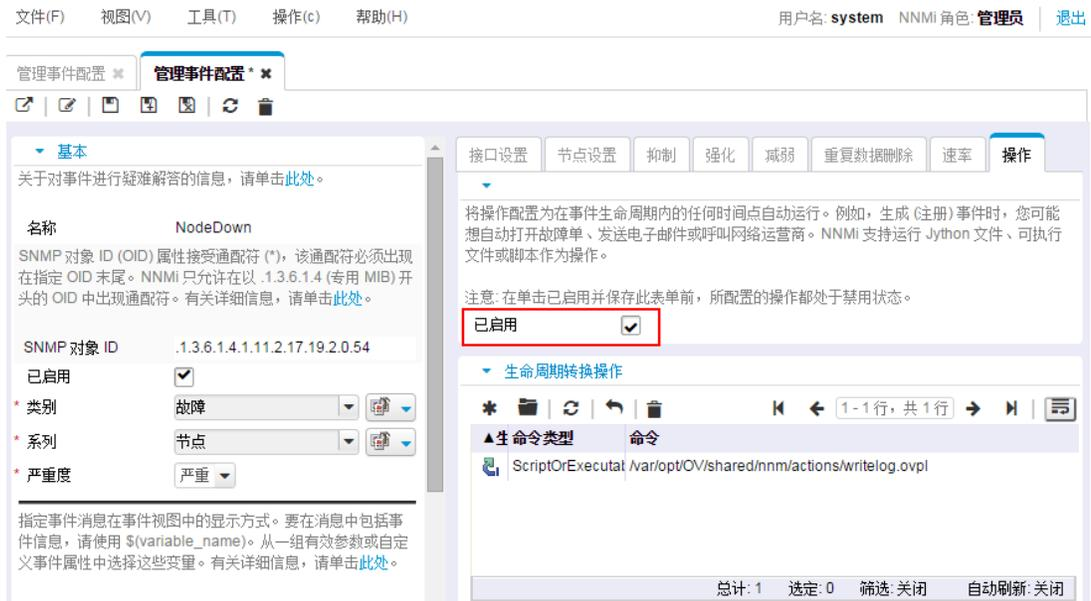 文件(F) 视图(V) 工具(T) 操作(c) 帮助(H) 用户名: system NNMi 角色: 管理员 退出
管理事件配置 管理事件配置 *
基本
关于对事件进行疑难解答的信息，请单击此处。
名称 NodeDown
SNMP 对象 ID (OID) 属性接受通配符 (*)，该通配符必须出现
在指定 OID 末尾。NNMi 只允许在以 .1.3.6.1.4 (专用 MIB) 开
头的 OID 中出现通配符。有关详细信息，请单击此处。
SNMP 对象 ID .1.3.6.1.4.1.11.2.17.19.2.0.54
已启用
* 类别 故障
* 系列 节点
* 严重度 严重
指定事件消息在事件视图中的显示方式。要在消息中包括事
件信息，请使用 $(variable_name)。从一组有效参数或自定
义事件属性中选择这些变量。有关详细信息，请单击此处。
接口设置 节点设置 抑制 强化 减弱 重复数据删除 速率 操作
将操作配置为在事件生命周期内的任何时间点自动运行。例如，生成 (注册) 事件时，您可能
想自动打开故障单、发送电子邮件或呼叫网络运营商。NNMi 支持运行 Jython 文件、可执行
文件或脚本作为操作。
注意: 在单击已启用并保存此表单前，所配置的操作都处于禁用状态。
已启用
生命周期转换操作
1 - 1 行，共 1 行
▲生 命令类型 命令
ScriptOrExecutal /var/opt/OV/shared/nnm/actions/writelog.ovpl
总计: 1 选定: 0 筛选: 关闭 自动刷新: 关闭